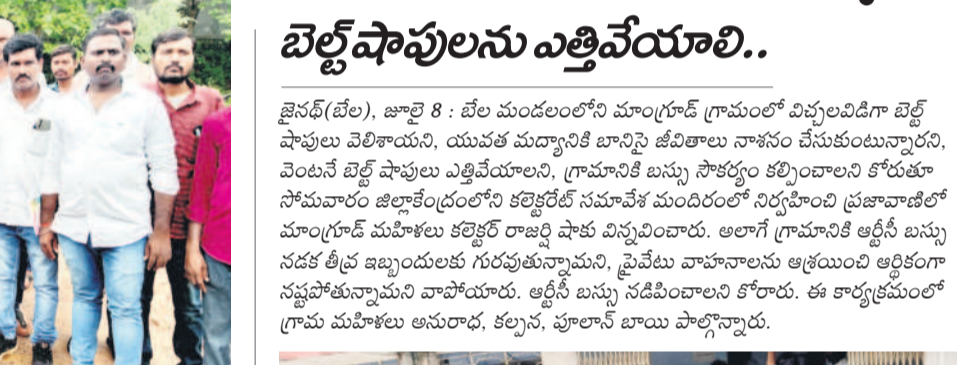 బెల్ట్‌షాపులను ఎత్తివేయాలి..
జైనథ్(బేల), జూలై 8 : బేల మండలంలోని మాంగ్రూడ్ గ్రామంలో విచ్చలవిడిగా బెల్ట్
షాపులు వెలిశాయని, యువత మద్యానికి బానిసై జీవితాలు నాశనం చేసుకుంటున్నారని,
వెంటనే బెల్ట్ షాపులు ఎత్తివేయాలని, గ్రామానికి బస్సు సౌకర్యం కల్పించాలని కోరుతూ
సోమవారం జిల్లాకేంద్రంలోని కలెక్టరేట్ సమావేశ మందిరంలో నిర్వహించి ప్రజావాణిలో
మాంగ్రూడ్ మహిళలు కలెక్టర్ రాజర్షి షాకు విన్నవించారు. అలాగే గ్రామానికి ఆర్టీసీ బస్సు
నడక తీవ్ర ఇబ్బందులకు గురవుతున్నామని, ప్రైవేటు వాహనాలను ఆశ్రయించి ఆర్థికంగా
నష్టపోతున్నామని వాపోయారు. ఆర్టీసీ బస్సు నడిపించాలని కోరారు. ఈ కార్యక్రమంలో
గ్రామ మహిళలు అనురాధ, కల్పన, పూలాన్ బాయి పాల్గొన్నారు.